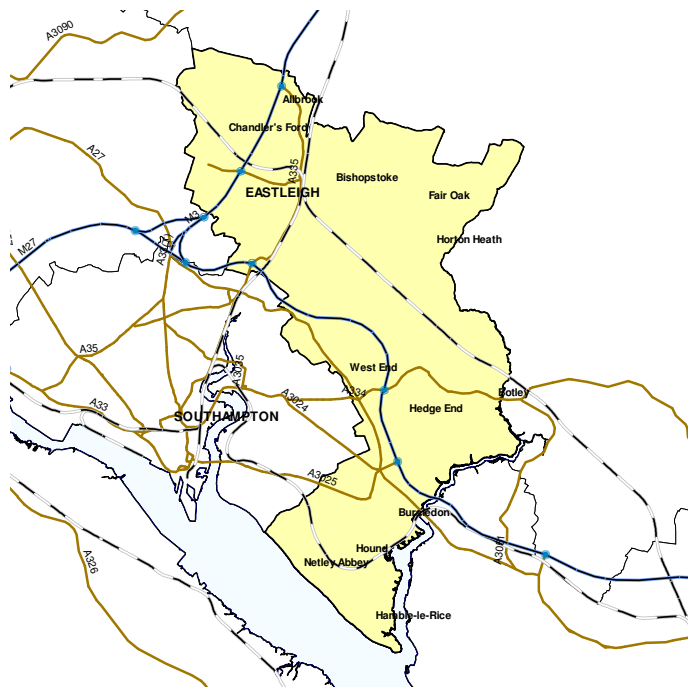 A3090
Allbrook
Chandler's Ford
A27
A335
Bishopstoke
EASTLEIGH
Fair Oak
M3
Horton Heath
M27
A35
A3035
West End
A334
Botley
A3024
A33
Hedge End
SOUTHAMPTON
A3025
Bursledon
A3051
Hound
Netley Abbey
A326
Hamble-le-Rice